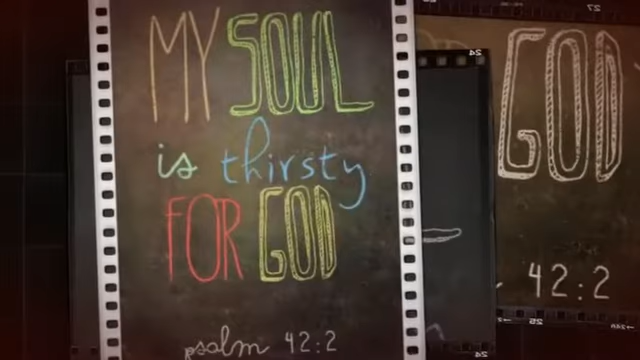 MY SOUL
is thirsty
FOR GOD
psalm 42:2
GOD
42:2